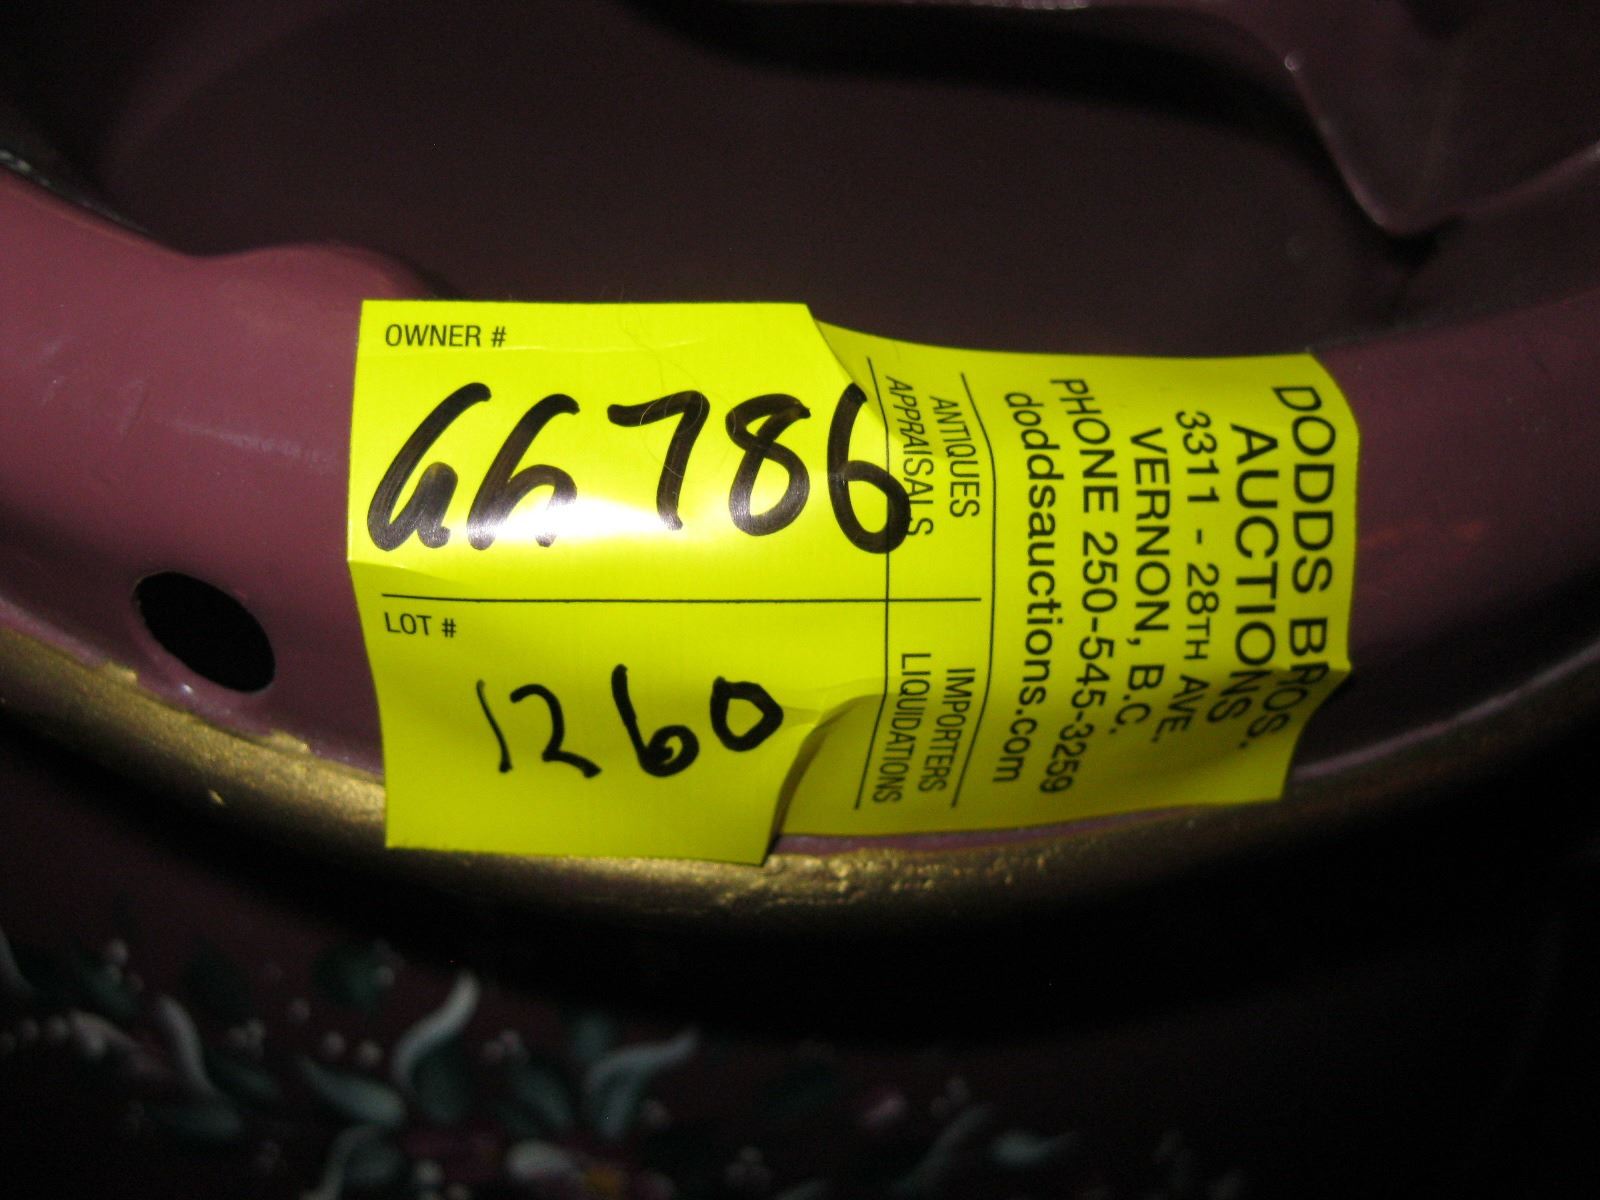 OWNER #
66786
LOT #
1260
ANTIQUES
APPRAISALS
IMPORTERS
LIQUIDATIONS
DODDS BROS.
AUCTIONS
3311 - 28TH AVE.
VERNON, B.C.
PHONE 250-545-3259
doddsauctions.com